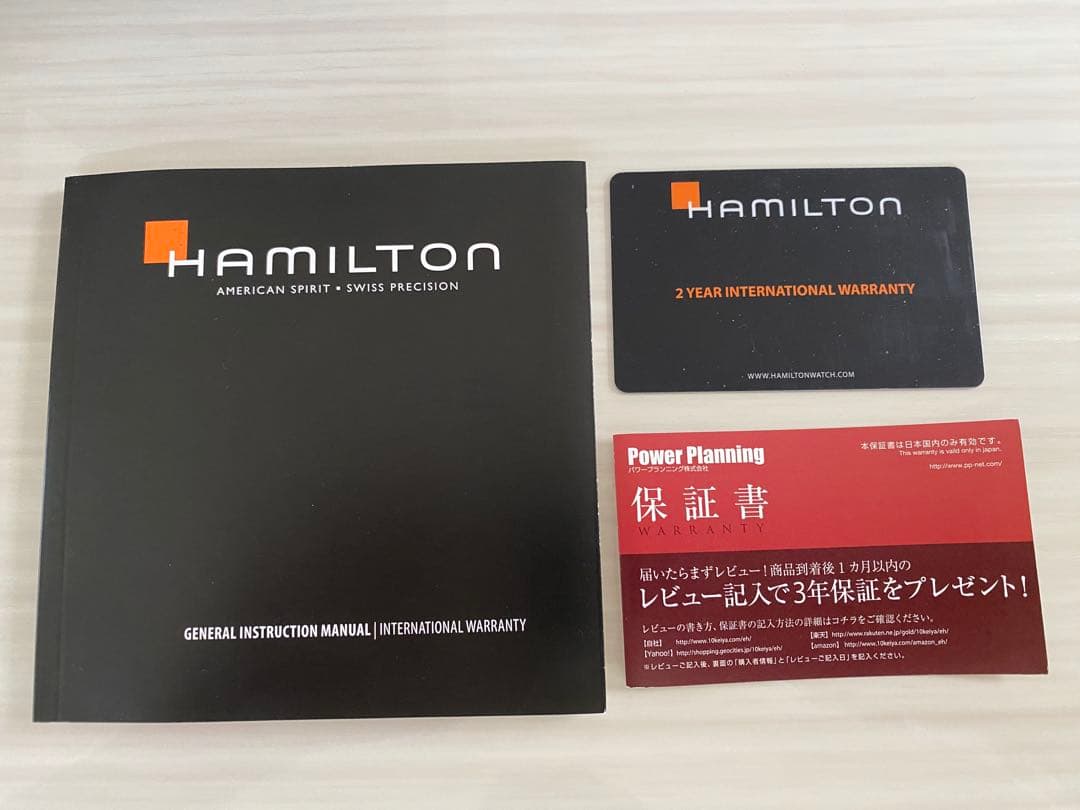 HAMILTON
AMERICAN SPIRIT ▪ SWISS PRECISION
GENERAL INSTRUCTION MANUAL | INTERNATIONAL WARRANTY
HAMILTON
2 YEAR INTERNATIONAL WARRANTY
WWW.HAMILTONWATCH.COM
Power Planning
パワープランニング株式会社
本保証書は日本国内のみ有効です。
This warranty is valid only in Japan.
http://www.pp-net.com/
保証書
WARRANTY
届いたらまずレビュー!商品到着後1カ月以内の
レビュー記入で3年保証をプレゼント!
レビューの書き方、保証書の記入方法の詳細はコチラをご確認ください。
【自社】 http://www.10keiya.com/eh/ 【楽天】 http://www.rakuten.ne.jp/gold/10keiya/eh/
【Yahoo!】 http://shopping.geocities.jp/10keiya/eh/ 【amazon】 http://www.10keiya.com/amazon_eh/
※レビューご記入後、裏面の「購入者情報」と「レビューご記入日」を記入ください。